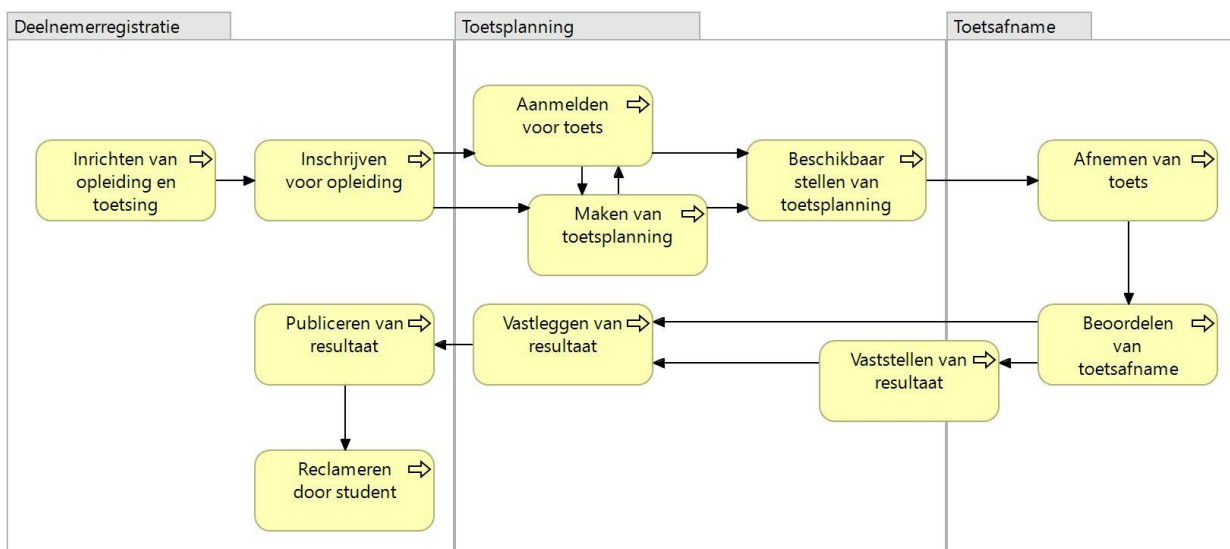 Deelnemerregistratie
Toetsplanning
Toetsafname
Inrichten van
opleiding en
toetsing
Inschrijven
voor opleiding
Aanmelden
voor toets
Maken van
toetsplanning
Beschikbaar
stellen van
toetsplanning
Afnemen van
toets
Beoordelen
van
toetsafname
Vaststellen van
resultaat
Vastleggen van
resultaat
Publiceren van
resultaat
Reclameren
door student